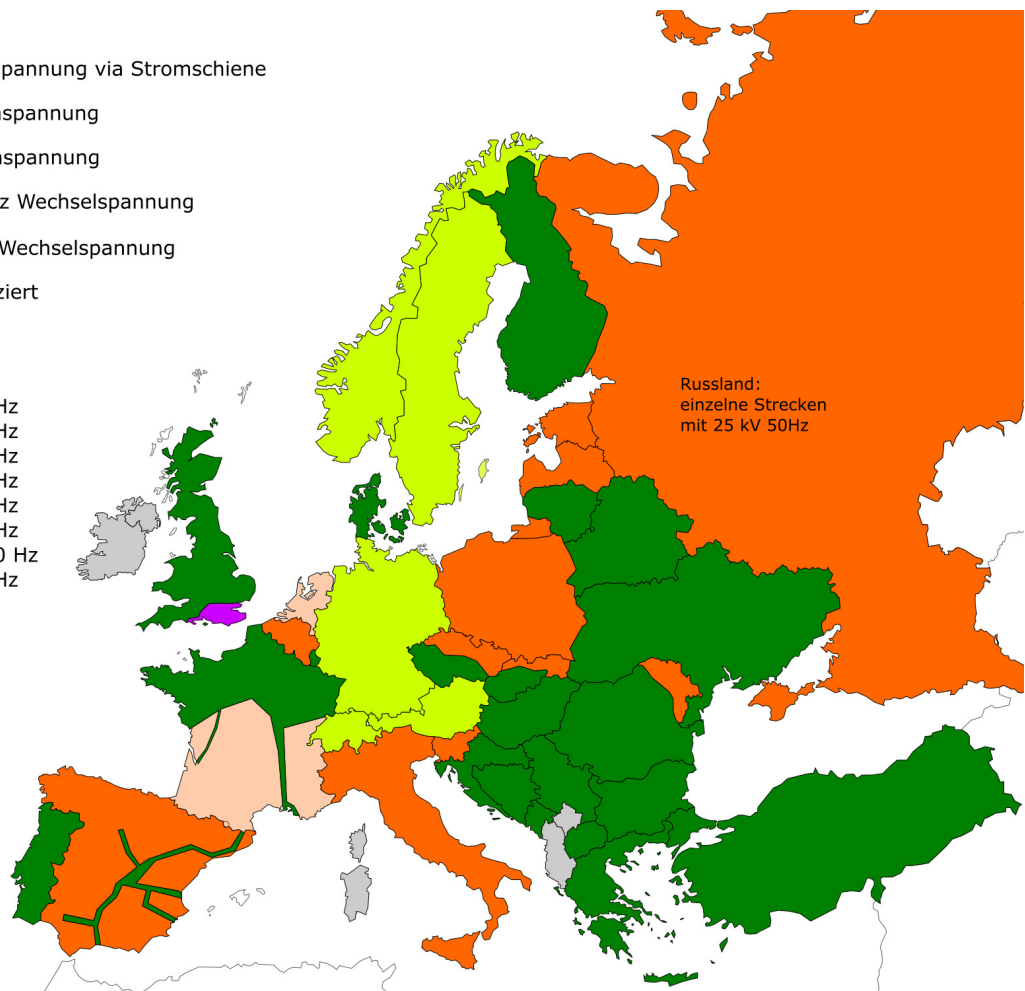 pannung via Stromschiene
spannung
spannung
z Wechselspannung
Wechselspannung
ziert
Hz
Hz
Hz
Hz
Hz
Hz
0 Hz
Hz
Russland:
einzelne Strecken
mit 25 kV 50Hz